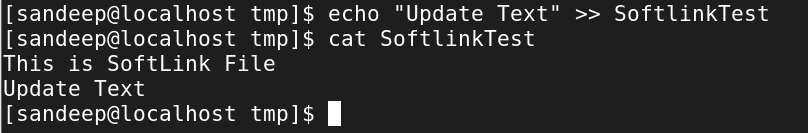 [sandeep@localhost tmp]$ echo "Update Text" >> SoftlinkTest
[sandeep@localhost tmp]$ cat SoftlinkTest
This is SoftLink File
Update Text
[sandeep@localhost tmp]$